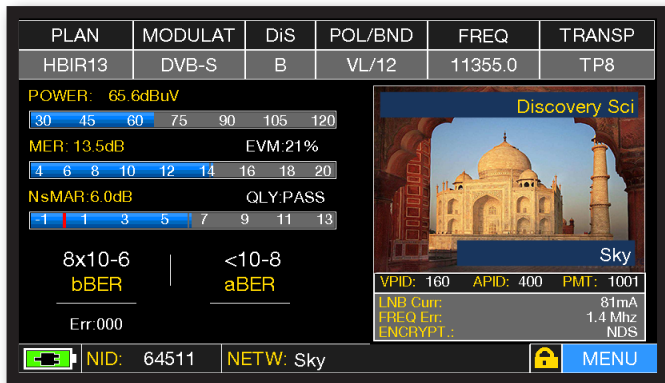 PLAN MODULAT DiS POL/BND FREQ TRANSP
HBIR13 DVB-S B VL/12 11355.0 TP8
POWER: 65.6dBuV
30 45 60 75 90 105 120
MER: 13.5dB EVM:21%
4 6 8 10 12 14 16 18 20
NsMAR:6.0dB QLY:PASS
-1 1 3 5 7 9 11 13
8x10-6 <10-8
bBER aBER
Err:000
Discovery Sci
Sky
VPID: 160 APID: 400 PMT: 1001
LNB Curr: 81mA
FREQ Err: 1.4 Mhz
ENCRYPT.: NDS
NID: 64511 NETW: Sky MENU